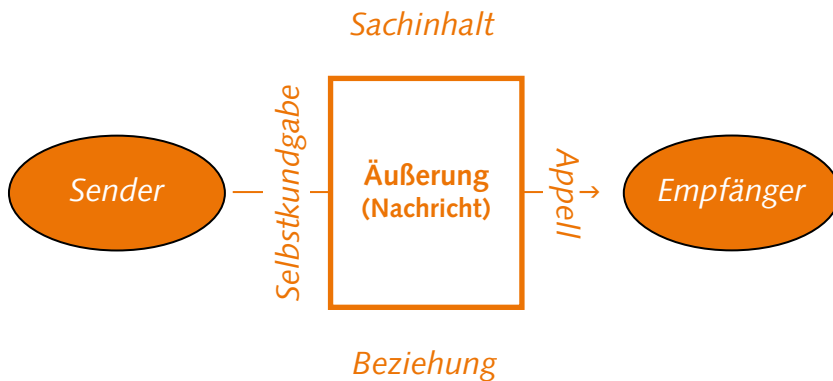 Sachinhalt
Sender
Selbstkundgabe
Äußerung
(Nachricht)
Appell
Empfänger
Beziehung